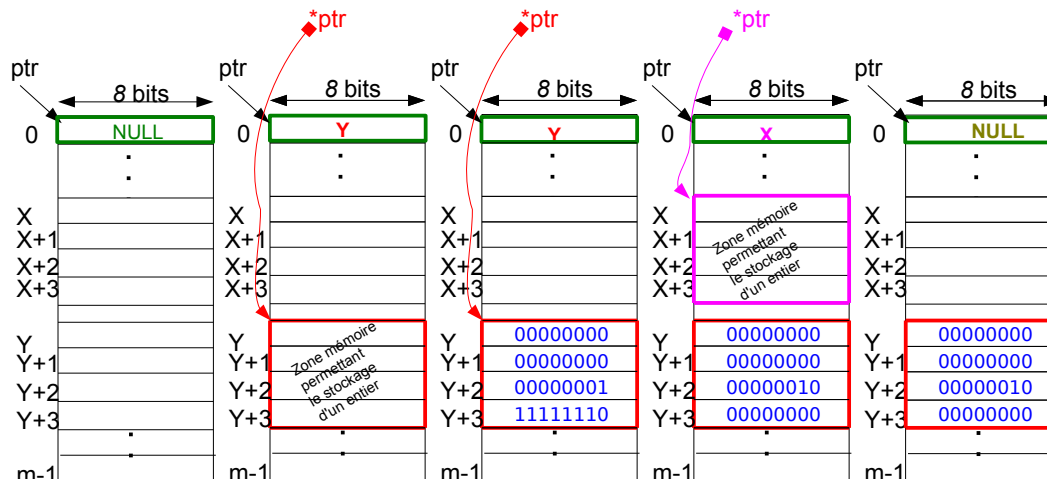 *ptr *ptr *ptr
ptr ptr ptr ptr ptr
8 bits 8 bits 8 bits 8 bits 8 bits
0 NULL 0 Y 0 Y 0 X 0 NULL
X X X X X
X+1 X+1 X+1 X+1 X+1
X+2 X+2 X+2 X+2 X+2
X+3 X+3 X+3 X+3 X+3
Zone mémoire
permettant
le stockage
d'un entier
Y Y Y 00000000 Y 00000000 Y 00000000
Y+1 Y+1 Y+1 00000000 Y+1 00000000 Y+1 00000000
Y+2 Y+2 Y+2 00000001 Y+2 00000010 Y+2 00000010
Y+3 Y+3 Y+3 11111110 Y+3 00000000 Y+3 00000000
Zone mémoire
permettant
le stockage
d'un entier
m-1 m-1 m-1 m-1 m-1